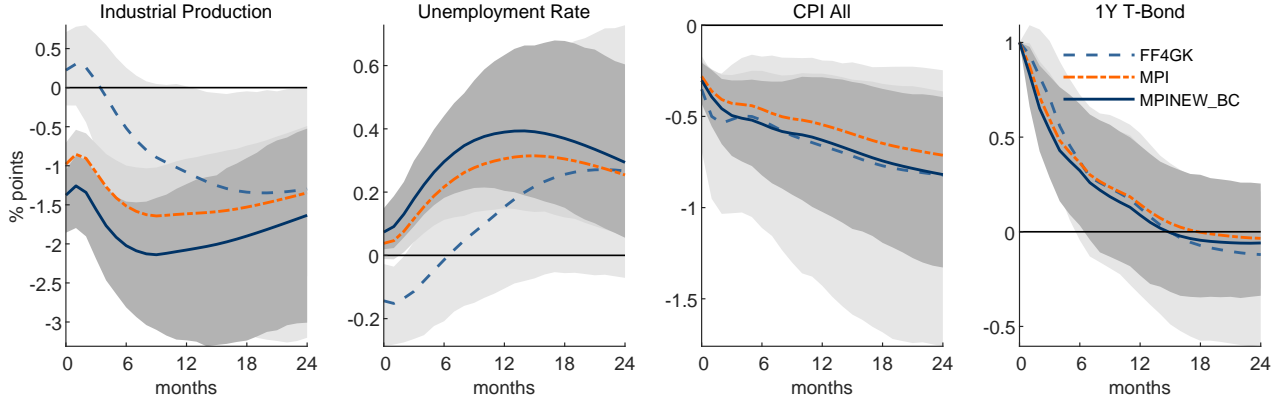 Industrial Production
% points
0.5
0
-0.5
-1
-1.5
-2
-2.5
-3
0 6 12 18 24
months
Unemployment Rate
0.6
0.4
0.2
0
-0.2
0 6 12 18 24
months
CPI All
0
-0.5
-1
-1.5
0 6 12 18 24
months
1Y T-Bond
FF4GK
MPI
MPINEW_BC
1
0.5
0
-0.5
0 6 12 18 24
months